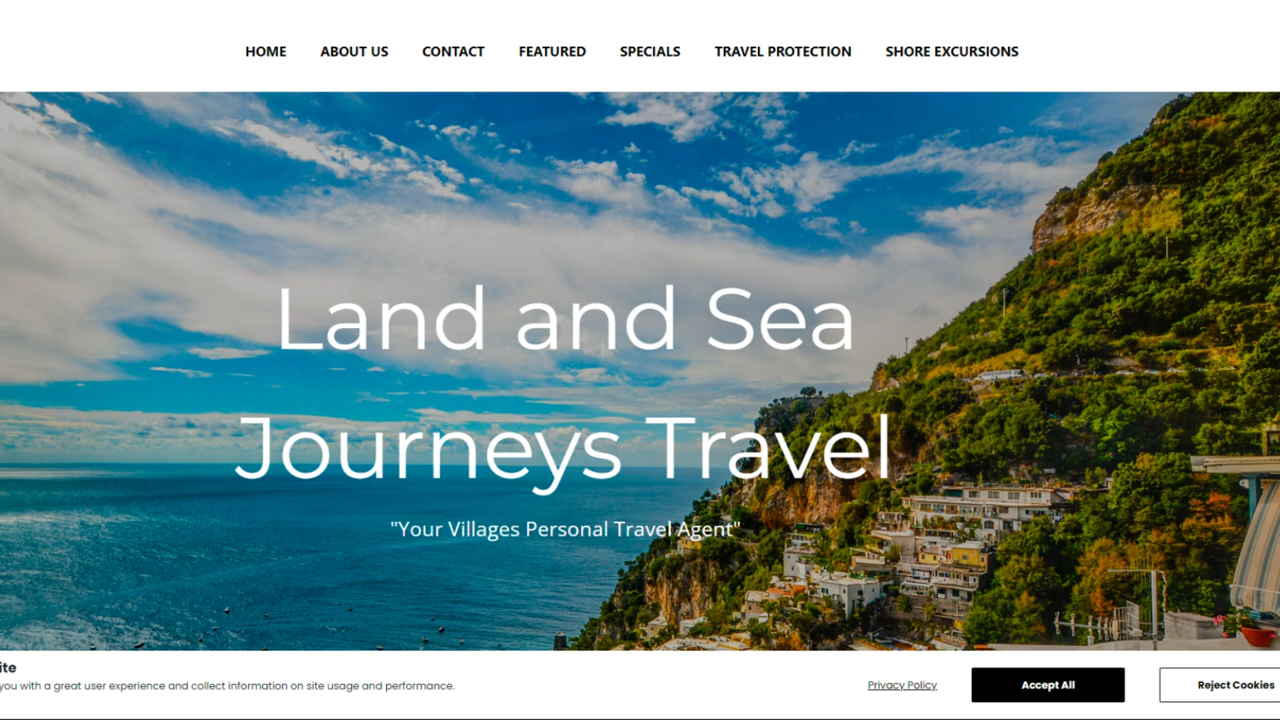 HOME ABOUT US CONTACT FEATURED SPECIALS TRAVEL PROTECTION SHORE EXCURSIONS
Land and Sea
Journeys Travel
"Your Villages Personal Travel Agent"
ite
you with a great user experience and collect information on site usage and performance.
Privacy Policy
Accept All
Reject Cookies